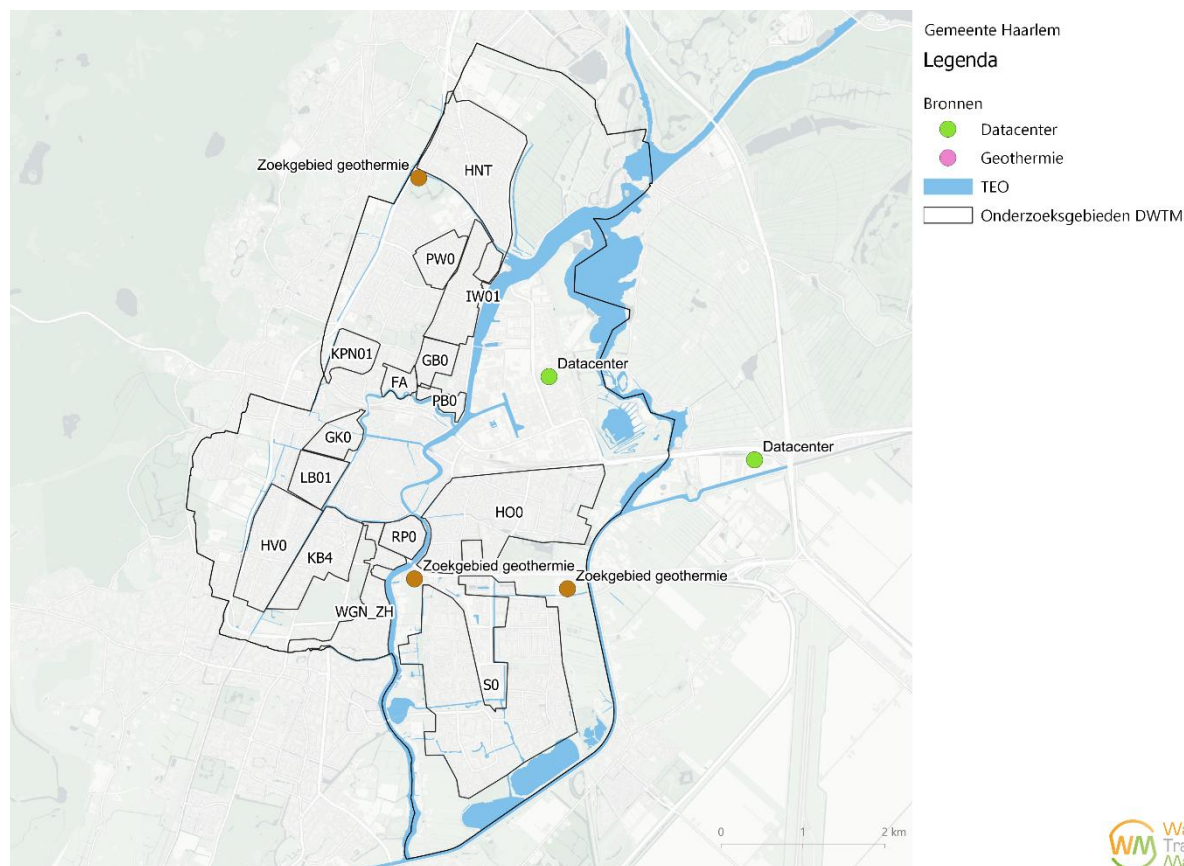 Gemeente Haarlem
Legenda
Bronnen
Datacenter
Geothermie
TEO
Onderzoeksgebieden DWTM
Zoekgebied geothermie
HNT
PW0
IW01
KPN01
GB0
FA
PB0
Datacenter
GK0
LB01
Datacenter
HO0
HV0
KB4
RP0
Zoekgebied geothermie
Zoekgebied geothermie
WGN_ZH
S0
0 1 2 km
WM